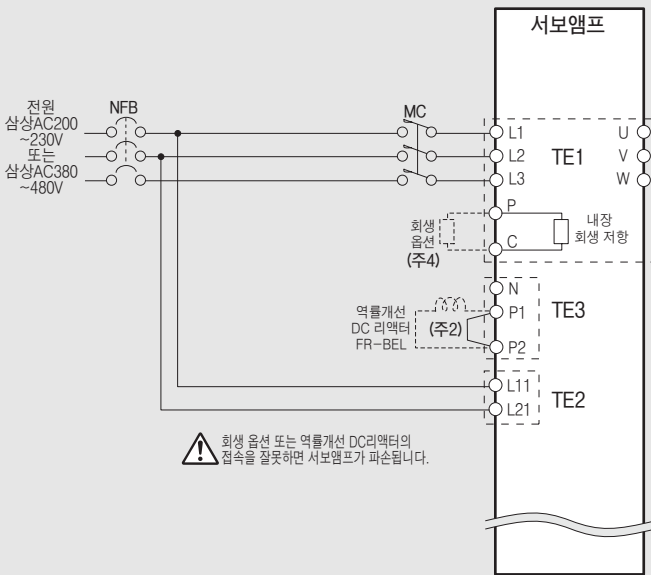 서보앰프
전원
삼상AC200
~230V
또는
삼상AC380
~480V
NFB
MC
L1
L2
L3
TE1
U
V
W
P
C
내장
회생 저항
회생
옵션
(주4)
N
P1
P2
TE3
역률개선
DC 리액터
FR-BEL
(주2)
L11
L21
TE2
회생 옵션 또는 역률개선 DC리액터의
접속을 잘못하면 서보앰프가 파손됩니다.